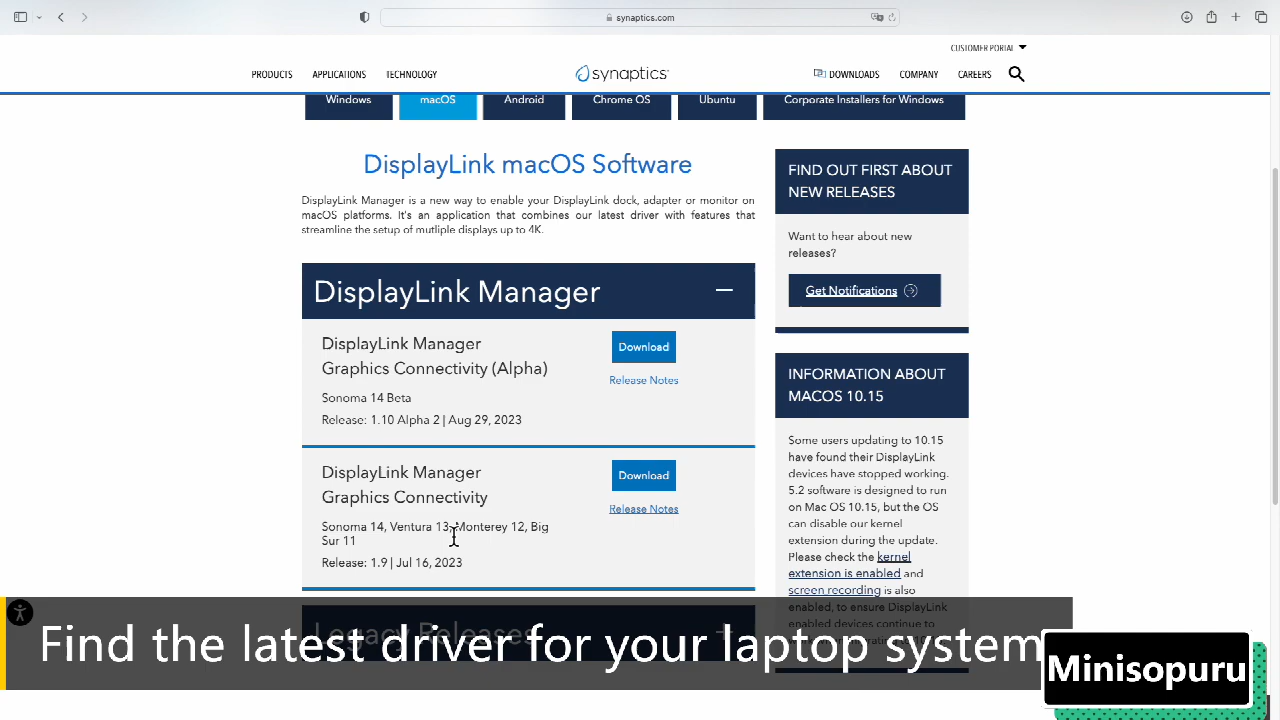 synaptics.com
CUSTOMER PORTAL
PRODUCTS APPLICATIONS TECHNOLOGY synaptics DOWNLOADS COMPANY CAREERS
Windows macOS Android Chrome OS Ubuntu Corporate Installers for Windows
DisplayLink macOS Software
DisplayLink Manager is a new way to enable your DisplayLink dock, adapter or monitor on
macOS platforms. It's an application that combines our latest driver with features that
streamline the setup of mutliple displays up to 4K.
DisplayLink Manager
DisplayLink Manager
Graphics Connectivity (Alpha)
Download
Release Notes
Sonoma 14 Beta
Release: 1.10 Alpha 2 | Aug 29, 2023
DisplayLink Manager
Graphics Connectivity
Download
Release Notes
Sonoma 14, Ventura 13, Monterey 12, Big
Sur 11
Release: 1.9 | Jul 16, 2023
Legacy Releases
FIND OUT FIRST ABOUT
NEW RELEASES
Want to hear about new
releases?
Get Notifications
INFORMATION ABOUT
MACOS 10.15
Some users updating to 10.15
have found their DisplayLink
devices have stopped working.
5.2 software is designed to run
on Mac OS 10.15, but the OS
can disable our kernel
extension during the update.
Please check the kernel
extension is enabled and
screen recording is also
enabled, to ensure DisplayLink
enabled devices continue to
Find the latest driver for your laptop system
Minisopuru